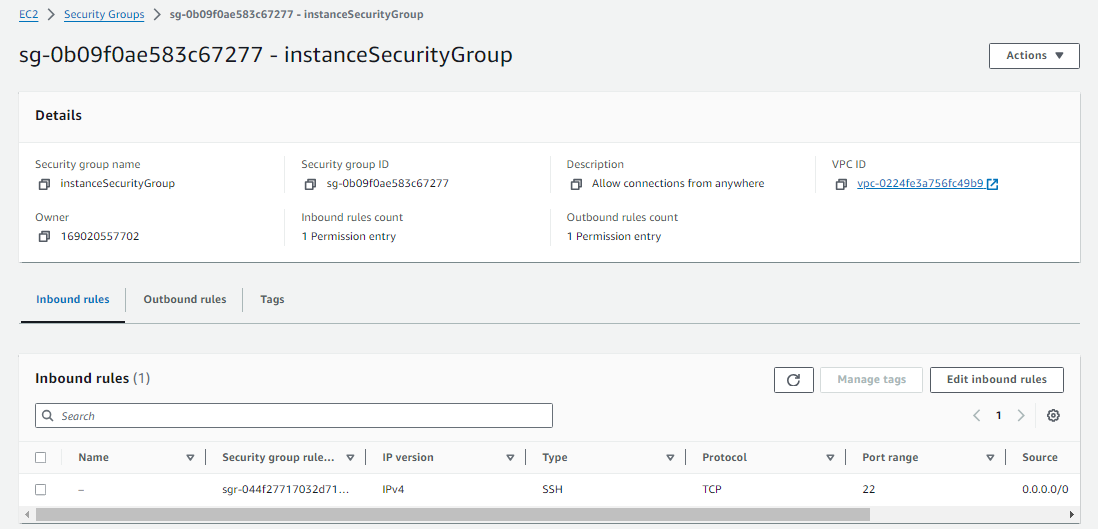 EC2 > Security Groups > sg-0b09f0ae583c67277 - instanceSecurityGroup
sg-0b09f0ae583c67277 - instanceSecurityGroup
Actions
Details
Security group name Security group ID Description VPC ID
instanceSecurityGroup sg-0b09f0ae583c67277 Allow connections from anywhere vpc-0224fe3a756fc49b9
Owner Inbound rules count Outbound rules count
169020557702 1 Permission entry 1 Permission entry
Inbound rules Outbound rules Tags
Inbound rules (1) Manage tags Edit inbound rules
Search 1
Name Security group rule... IP version Type Protocol Port range Source
– sgr-044f27717032d71... IPv4 SSH TCP 22 0.0.0.0/0